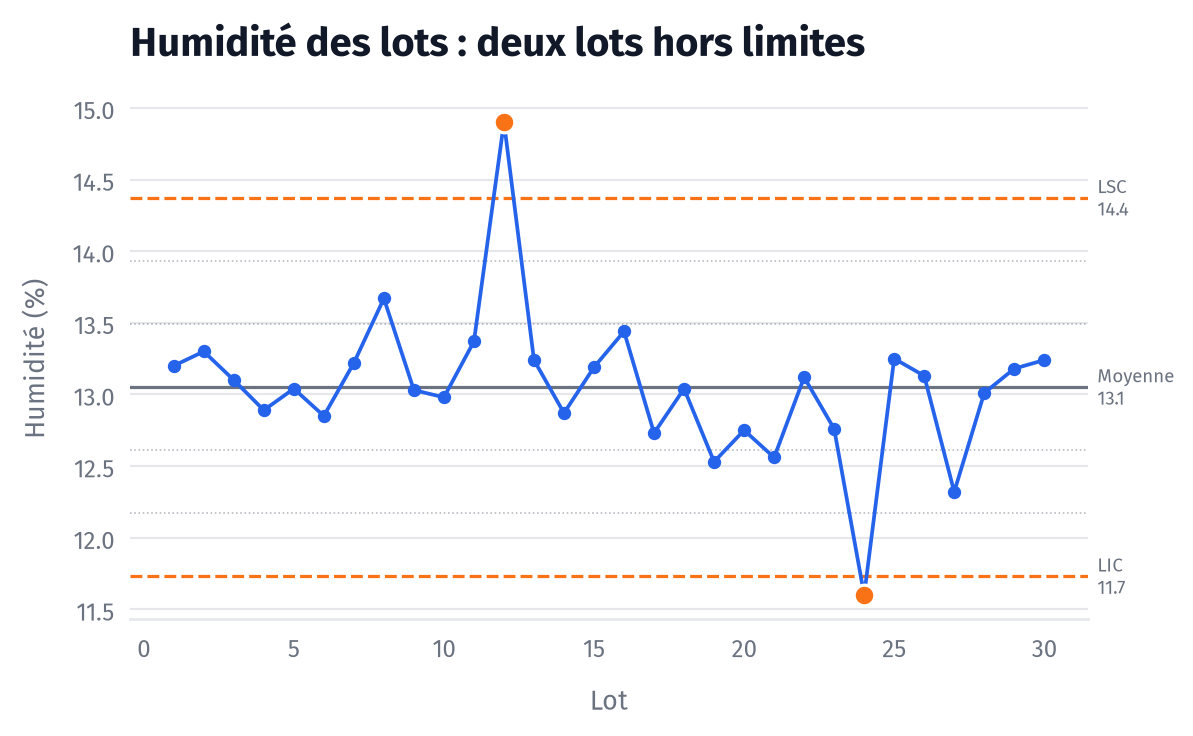 Humidité des lots : deux lots hors limites
Humidité (%)
15.0
14.5
14.0
13.5
13.0
12.5
12.0
11.5
LSC
14.4
Moyenne
13.1
LIC
11.7
0 5 10 15 20 25 30
Lot